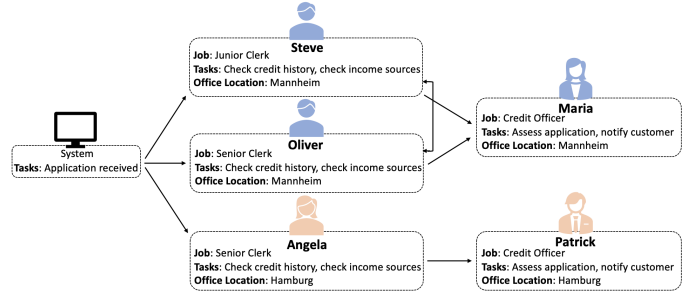 Steve
Job: Junior Clerk
Tasks: Check credit history, check income sources
Office Location: Mannheim
System
Tasks: Application received
Oliver
Job: Senior Clerk
Tasks: Check credit history, check income sources
Office Location: Mannheim
Angela
Job: Senior Clerk
Tasks: Check credit history, check income sources
Office Location: Hamburg
Maria
Job: Credit Officer
Tasks: Assess application, notify customer
Office Location: Mannheim
Patrick
Job: Credit Officer
Tasks: Assess application, notify customer
Office Location: Hamburg